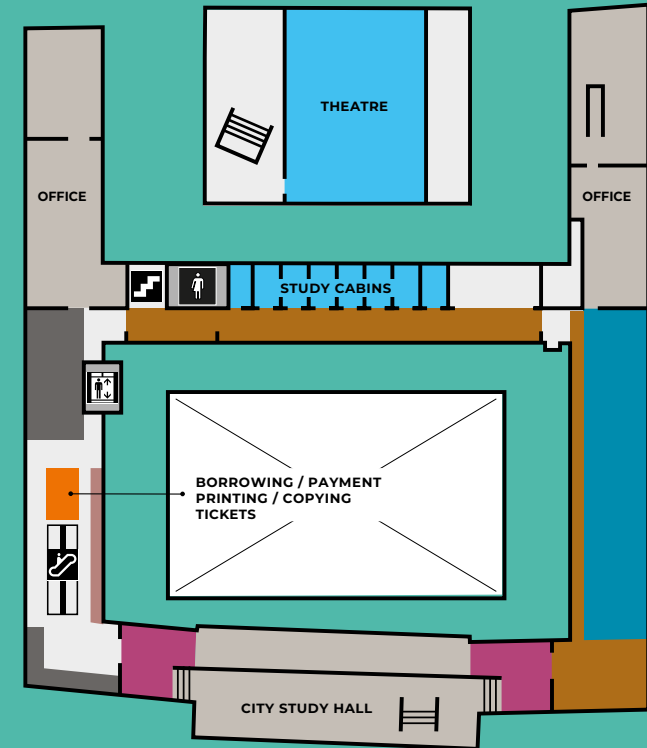 THEATRE
OFFICE
OFFICE
STUDY CABINS
BORROWING / PAYMENT
PRINTING / COPYING
TICKETS
CITY STUDY HALL